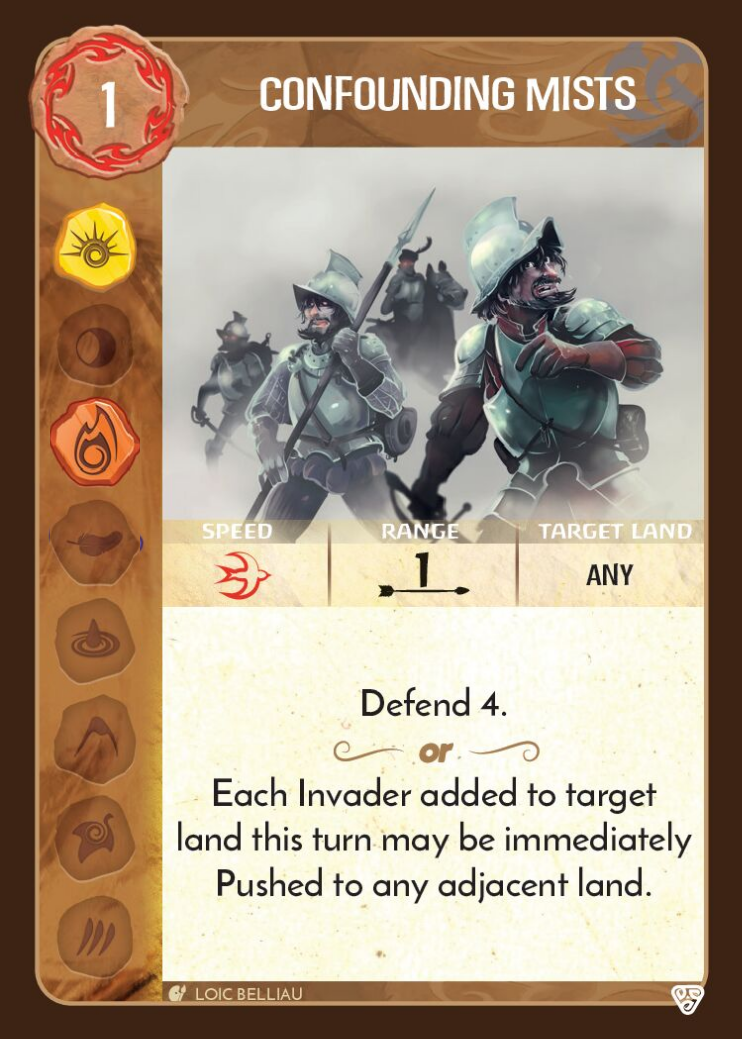 1
CONFOUNDING MISTS
SPEED
RANGE
TARGET LAND
1
ANY
Defend 4.
or
Each Invader added to target
land this turn may be immediately
Pushed to any adjacent land.
LOIC BELLIAU